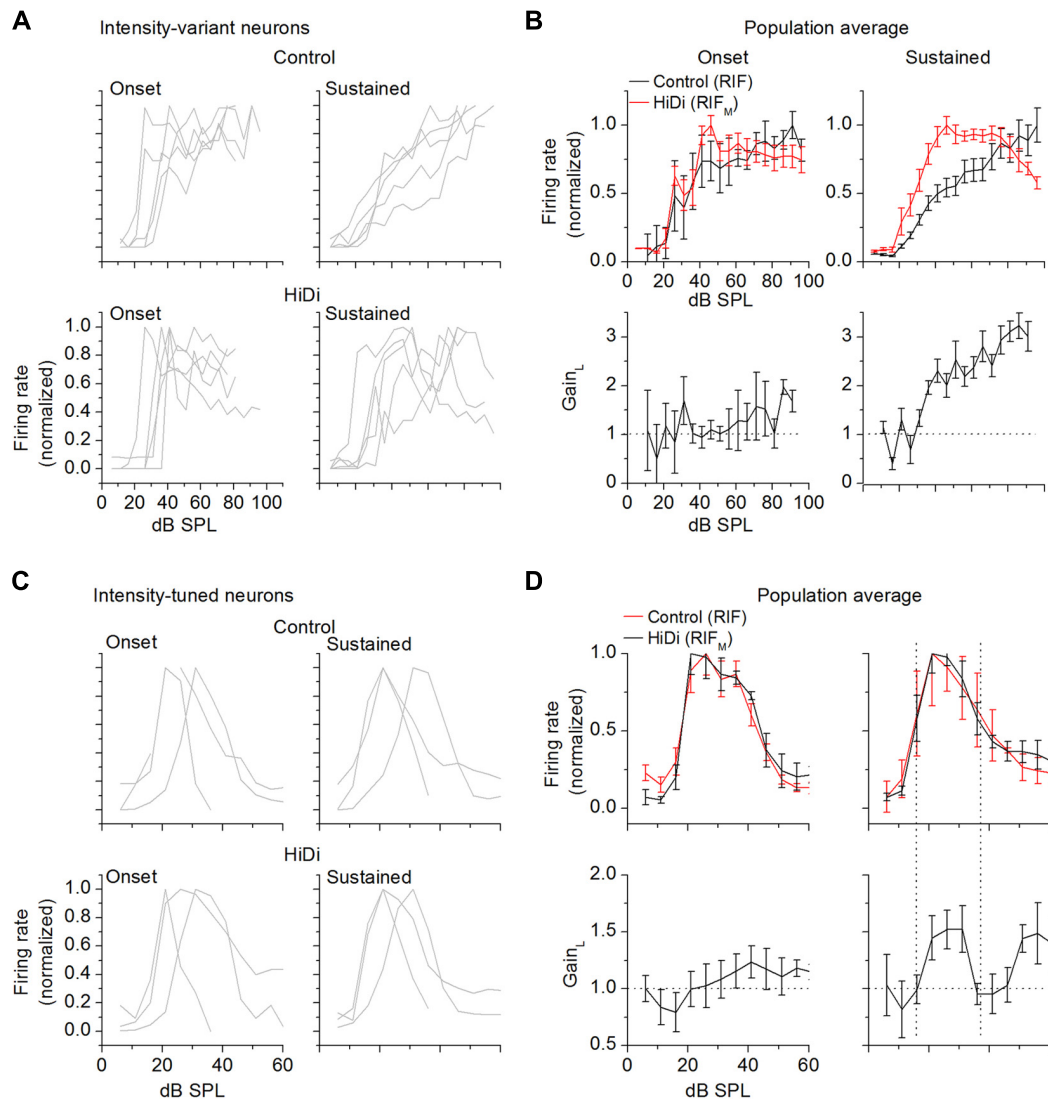 A
Intensity-variant neurons
Control
Onset
Sustained
HiDi
Onset
Sustained
Firing rate
(normalized)
1.0
0.8
0.6
0.4
0.2
0.0
0 20 40 60 80 100
dB SPL
B
Population average
Onset
Sustained
Control (RIF)
HiDi (RIFM)
Firing rate
(normalized)
1.0
0.5
0.0
0 20 40 60 80 100
dB SPL
1.0
0.5
0.0
GainL
3
2
1
0
0 20 40 60 80 100
dB SPL
3
2
1
0
C
Intensity-tuned neurons
Control
Onset
Sustained
HiDi
Onset
Sustained
Firing rate
(normalized)
1.0
0.8
0.6
0.4
0.2
0.0
0 20 40 60
dB SPL
D
Population average
Control (RIF)
HiDi (RIFM)
Firing rate
(normalized)
1.0
0.5
0.0
GainL
2.0
1.5
1.0
0.5
0 20 40 60
dB SPL